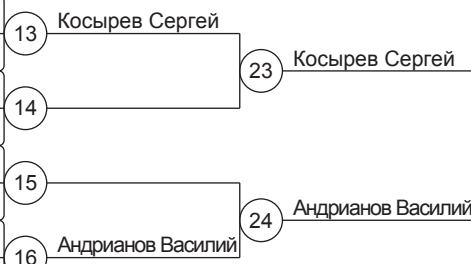 13 Косырев Сергей
23 Косырев Сергей
14
15
24 Андрианов Василий
16 Андрианов Василий